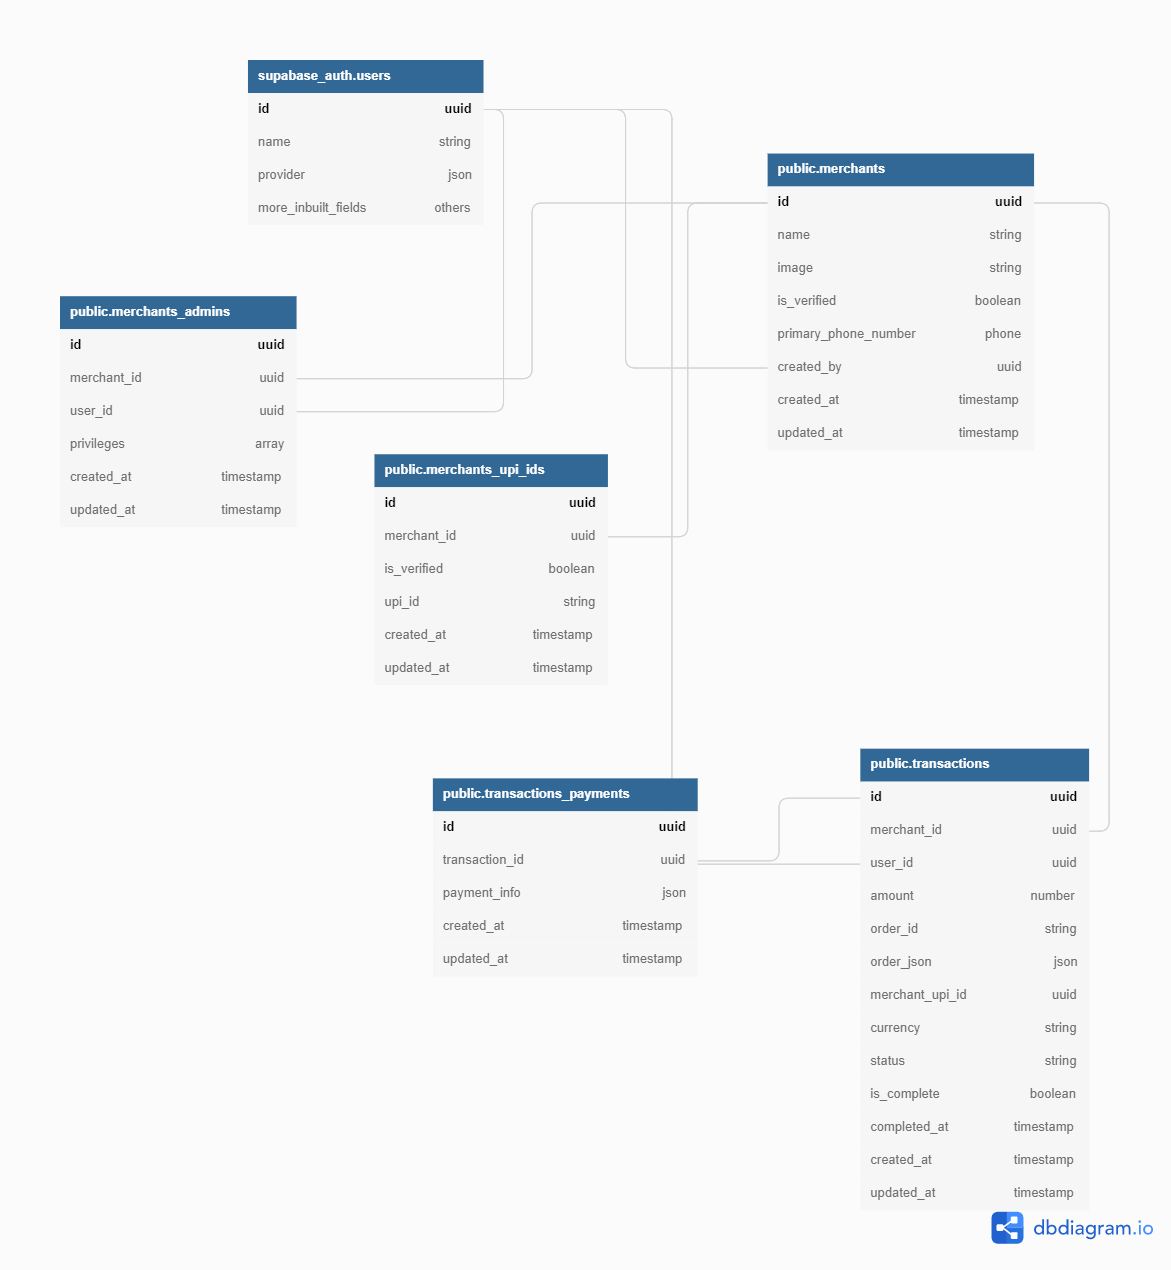 supabase_auth.users
id uuid
name string
provider json
more_inbuilt_fields others
public.merchants
id uuid
name string
image string
is_verified boolean
primary_phone_number phone
created_by uuid
created_at timestamp
updated_at timestamp
public.merchants_admins
id uuid
merchant_id uuid
user_id uuid
privileges array
created_at timestamp
updated_at timestamp
public.merchants_upi_ids
id uuid
merchant_id uuid
is_verified boolean
upi_id string
created_at timestamp
updated_at timestamp
public.transactions_payments
id uuid
transaction_id uuid
payment_info json
created_at timestamp
updated_at timestamp
public.transactions
id uuid
merchant_id uuid
user_id uuid
amount number
order_id string
order_json json
merchant_upi_id uuid
currency string
status string
is_complete boolean
completed_at timestamp
created_at timestamp
updated_at timestamp
dbdiagram.io